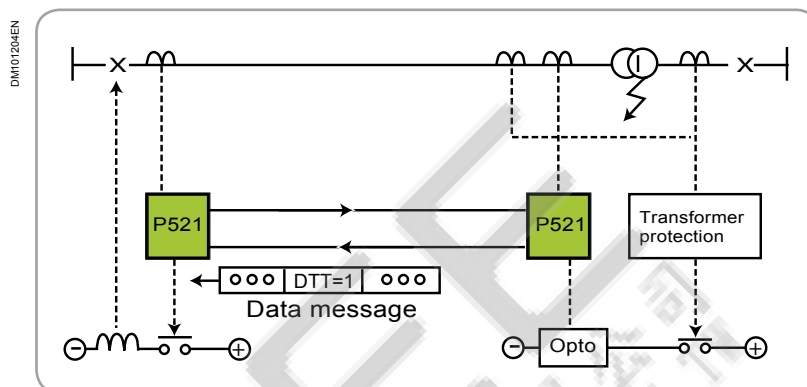 DM101204EN
P521
P521
Transformer
protection
DTT=1
Data message
Opto